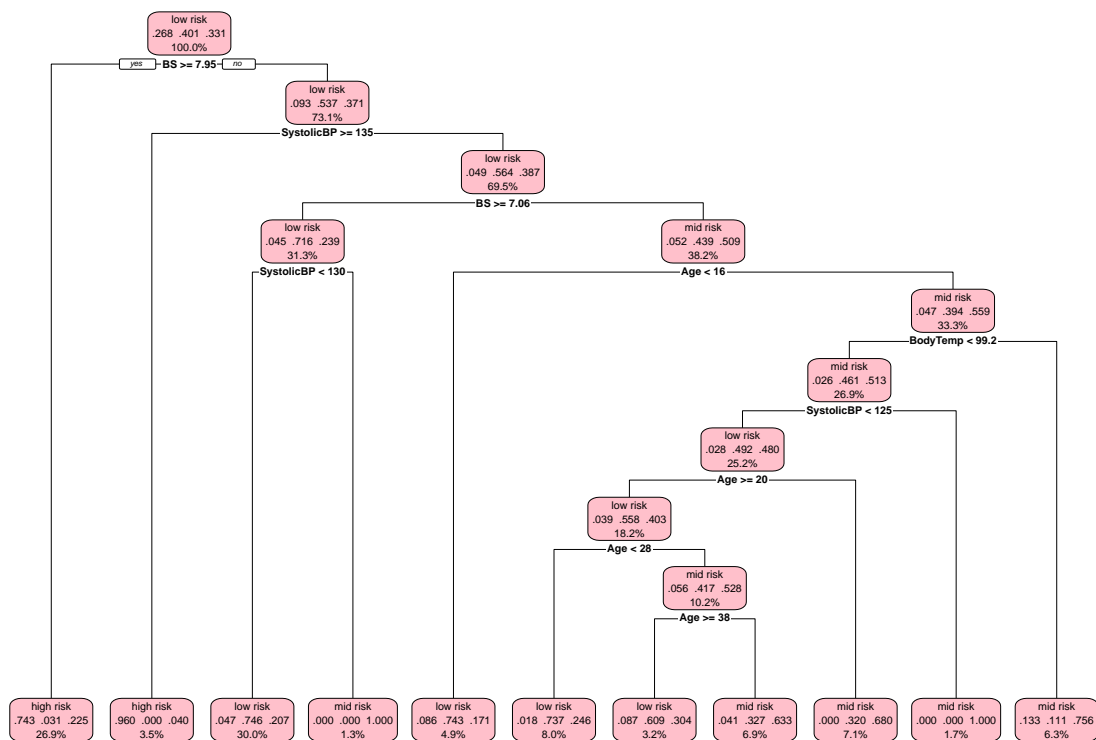 low risk
.268 .401 .331
100.0%
yes BS >= 7.95 no
low risk
.093 .537 .371
73.1%
SystolicBP >= 135
low risk
.049 .564 .387
69.5%
BS >= 7.06
low risk
.045 .716 .239
31.3%
SystolicBP < 130
mid risk
.052 .439 .509
38.2%
Age < 16
mid risk
.047 .394 .559
33.3%
BodyTemp < 99.2
mid risk
.026 .461 .513
26.9%
SystolicBP < 125
low risk
.028 .492 .480
25.2%
Age >= 20
low risk
.039 .558 .403
18.2%
Age < 28
mid risk
.056 .417 .528
10.2%
Age >= 38
high risk
.743 .031 .225
26.9%
high risk
.960 .000 .040
3.5%
low risk
.047 .746 .207
30.0%
mid risk
.000 .000 1.000
1.3%
low risk
.086 .743 .171
4.9%
low risk
.018 .737 .246
8.0%
low risk
.087 .609 .304
3.2%
mid risk
.041 .327 .633
6.9%
mid risk
.000 .320 .680
7.1%
mid risk
.000 .000 1.000
1.7%
mid risk
.133 .111 .756
6.3%